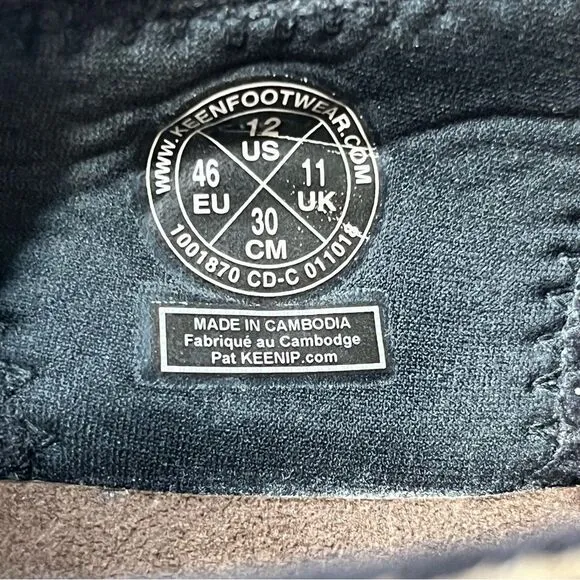 WWW.KEENFOOTWEAR.COM
12
US
46
EU
11
UK
30
CM
1001870 CD-C 011018
MADE IN CAMBODIA
Fabriqué au Cambodge
Pat KEENIP.com